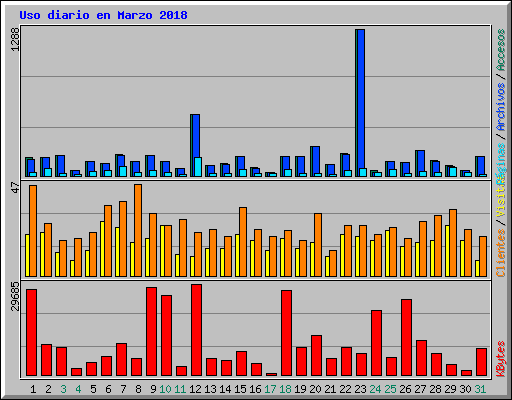 Uso diario en Marzo 2018
1288
47
29685
Accesos
/ Archivos
Páginas
/ Visitas
Clientes
KBytes
1 2 3 4 5 6 7 8 9 10 11 12 13 14 15 16 17 18 19 20 21 22 23 24 25 26 27 28 29 30 31